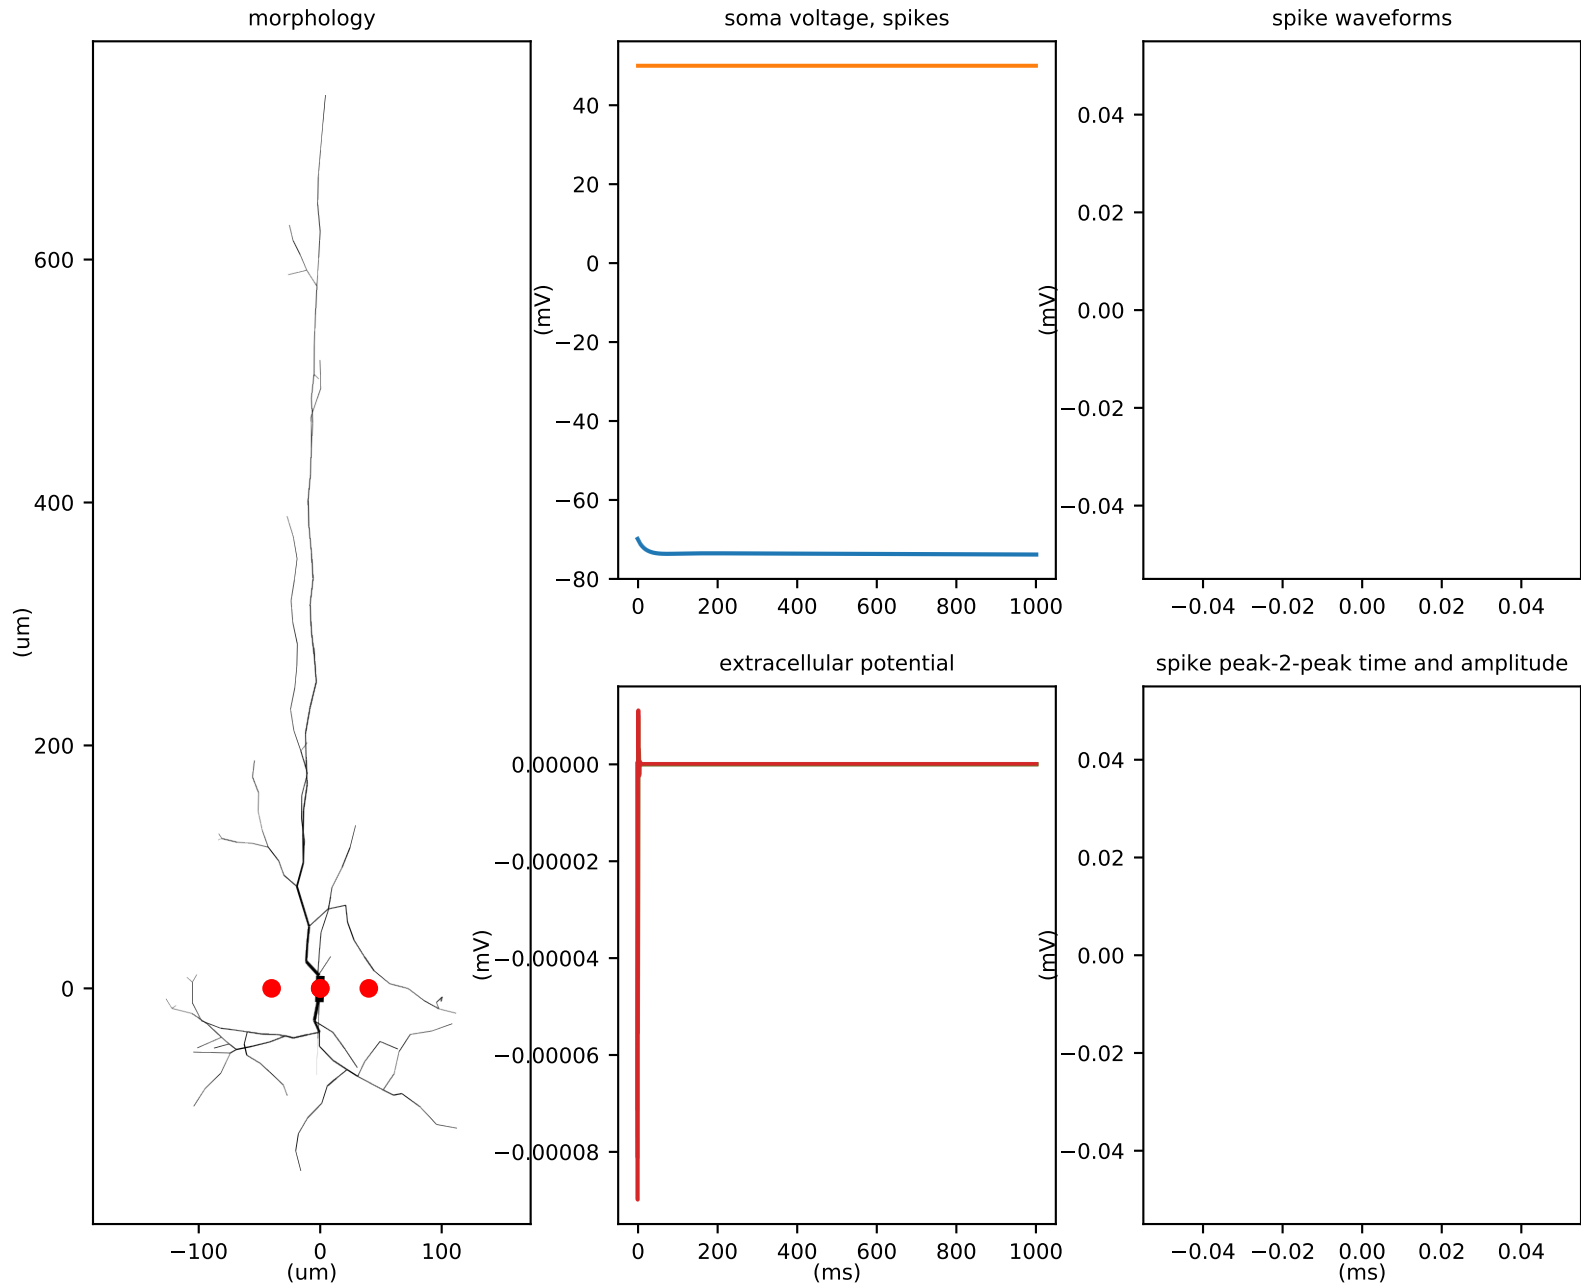 morphology
600
400
200
0
(um)
−100 0 100
(um)
soma voltage, spikes
40
20
0
−20
−40
−60
−80
(mV)
0 200 400 600 800 1000
spike waveforms
0.04
0.02
0.00
−0.02
−0.04
(mV)
−0.04 −0.02 0.00 0.02 0.04
extracellular potential
0.00000
−0.00002
−0.00004
−0.00006
−0.00008
(mV)
0 200 400 600 800 1000
(ms)
spike peak-2-peak time and amplitude
0.04
0.02
0.00
−0.02
−0.04
(mV)
−0.04 −0.02 0.00 0.02 0.04
(ms)